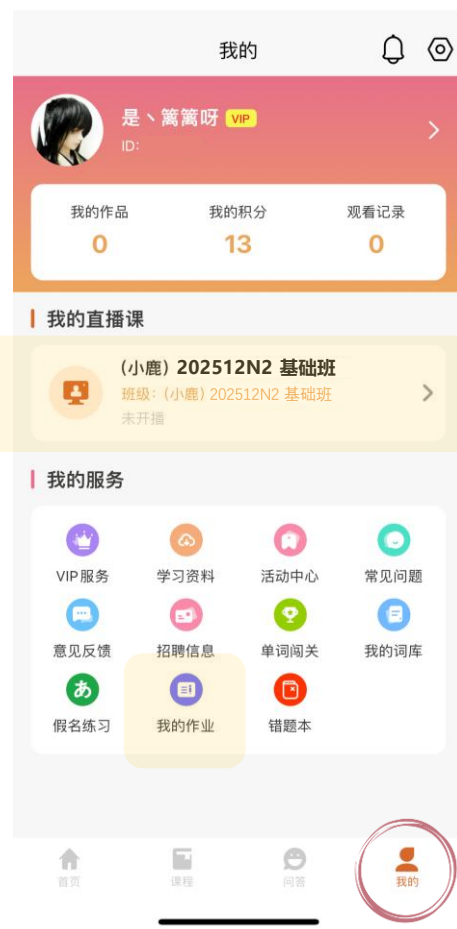 我的
是丶篱篱呀 VIP
ID:
我的作品 我的积分 观看记录
0 13 0
我的直播课
(小鹿) 202512N2 基础班
班级：(小鹿) 202512N2 基础班
未开播
我的服务
VIP服务 学习资料 活动中心 常见问题
意见反馈 招聘信息 单词闯关 我的词库
あ
假名练习 我的作业 错题本
首页 课程 问答 我的